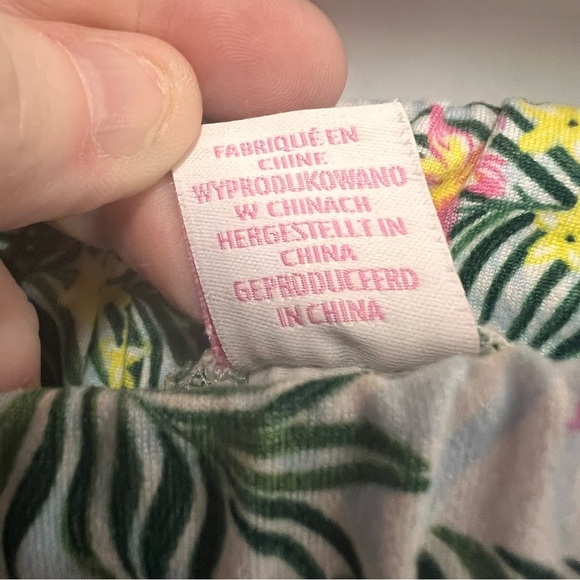 FABRIQUÉ EN
CHINE
WYPRODUKOWANO
W CHINACH
HERGESTELLT IN
CHINA
GEPRODUCEERD
IN CHINA